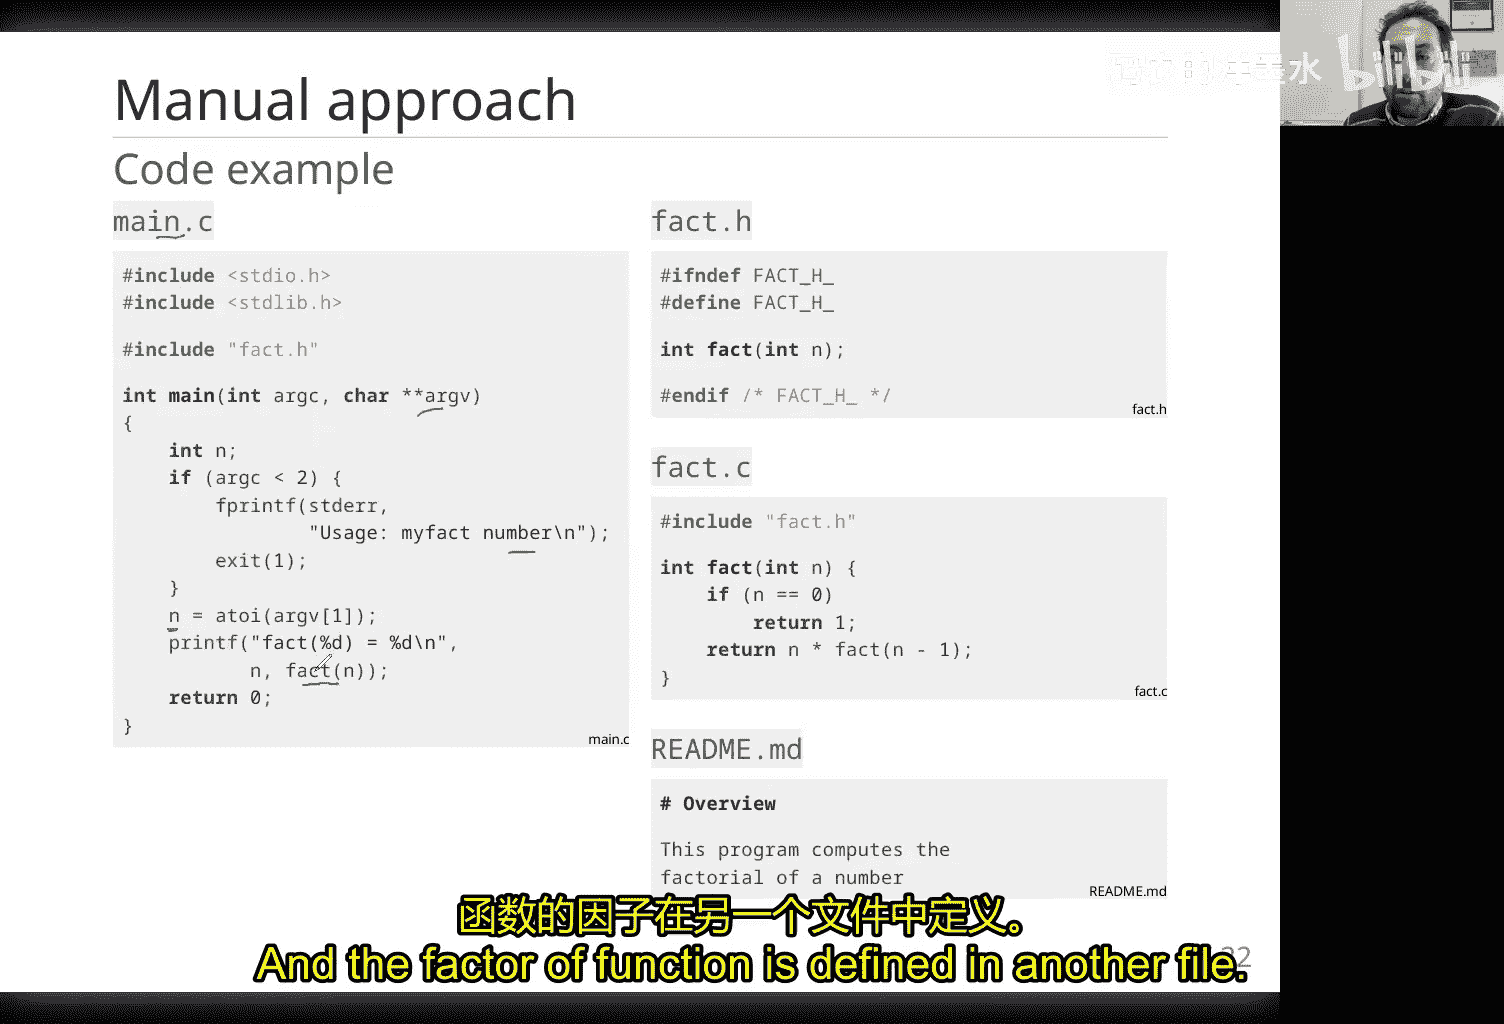 Manual approach
Code example
main.c
#include <stdio.h>
#include <stdlib.h>
#include "fact.h"
int main(int argc, char **argv)
{
    int n;
    if (argc < 2) {
        fprintf(stderr,
                "Usage: myfact number\n");
        exit(1);
    }
    n = atoi(argv[1]);
    printf("fact(%d) = %d\n",
           n, fact(n));
    return 0;
}
main.c
fact.h
#ifndef FACT_H_
#define FACT_H_
int fact(int n);
#endif /* FACT_H_ */
fact.h
fact.c
#include "fact.h"
int fact(int n) {
    if (n == 0)
        return 1;
    return n * fact(n - 1);
}
fact.c
README.md
# Overview
This program computes the
factorial of a number
README.md
函数的因子在另一个文件中定义。
And the factor of function is defined in another file.
bilibili